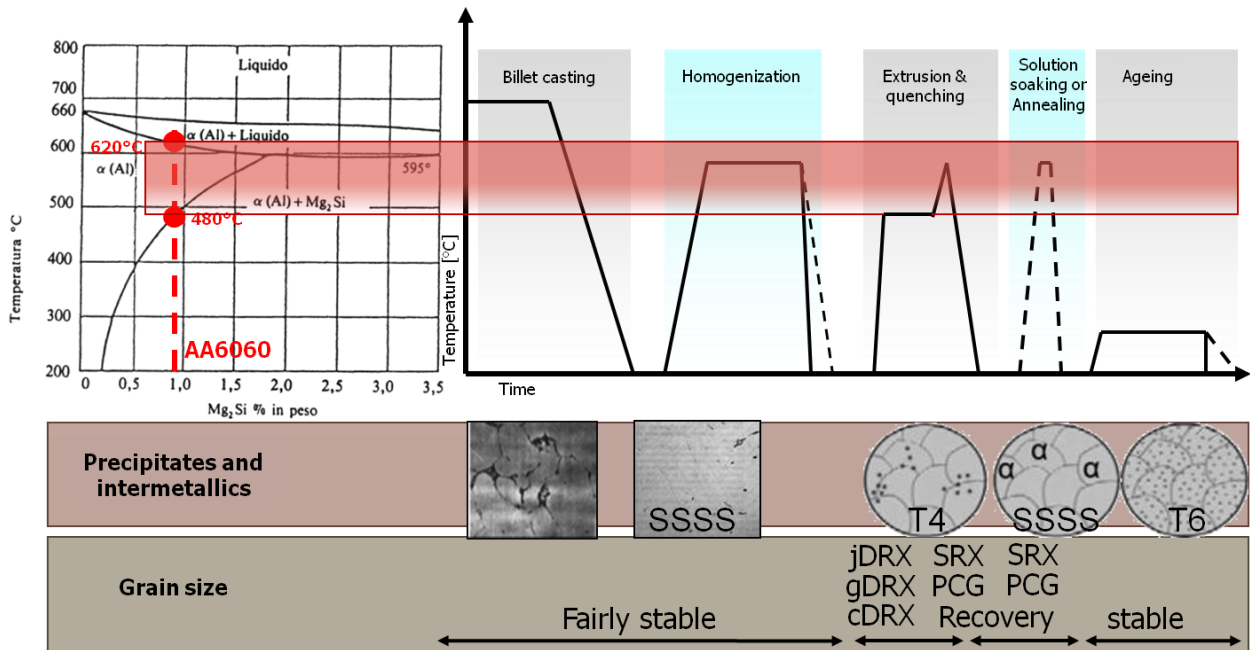 800
700
660
600
500
400
300
200
Temperatura °C
Liquido
α (Al) + Liquido
620°C
α (Al)
595°
α (Al) + Mg₂Si
480°C
AA6060
0 0,5 1,0 1,5 2,0 2,5 3,0 3,5
Mg₂Si % in peso
Temperature [°C]
Time
Billet casting
Homogenization
Extrusion &
quenching
Solution
soaking or
Annealing
Ageing
Precipitates and
intermetallics
SSSS
T4
α α α
SSSS
T6
Grain size
Fairly stable
jDRX SRX SRX
gDRX PCG PCG
cDRX Recovery
stable